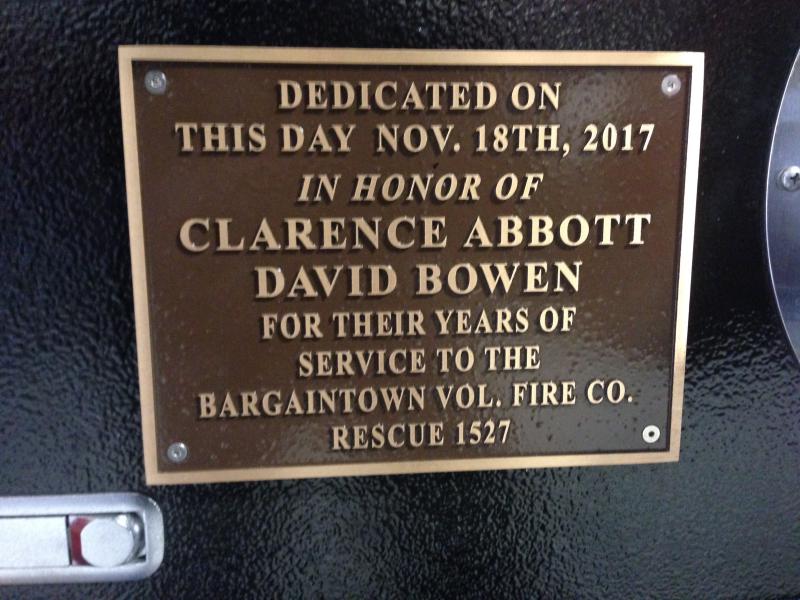 DEDICATED ON
THIS DAY NOV. 18TH, 2017
IN HONOR OF
CLARENCE ABBOTT
DAVID BOWEN
FOR THEIR YEARS OF
SERVICE TO THE
BARGAINTOWN VOL. FIRE CO.
RESCUE 1527